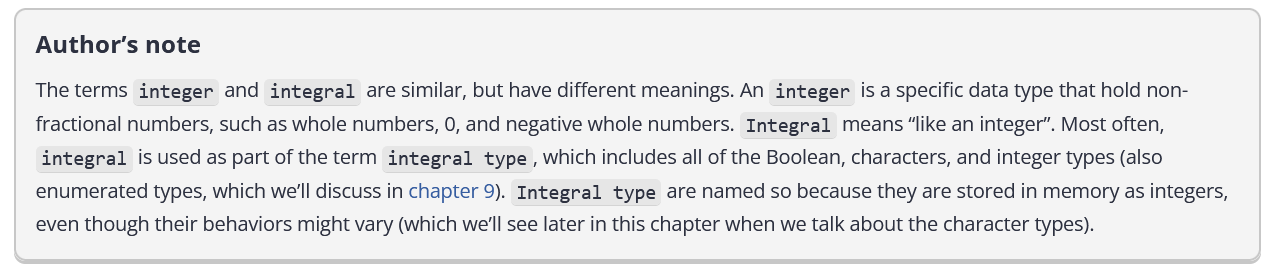 Author’s note
The terms integer and integral are similar, but have different meanings. An integer is a specific data type that hold non-
fractional numbers, such as whole numbers, 0, and negative whole numbers. Integral means “like an integer”. Most often,
integral is used as part of the term integral type, which includes all of the Boolean, characters, and integer types (also
enumerated types, which we’ll discuss in chapter 9). Integral type are named so because they are stored in memory as integers,
even though their behaviors might vary (which we’ll see later in this chapter when we talk about the character types).